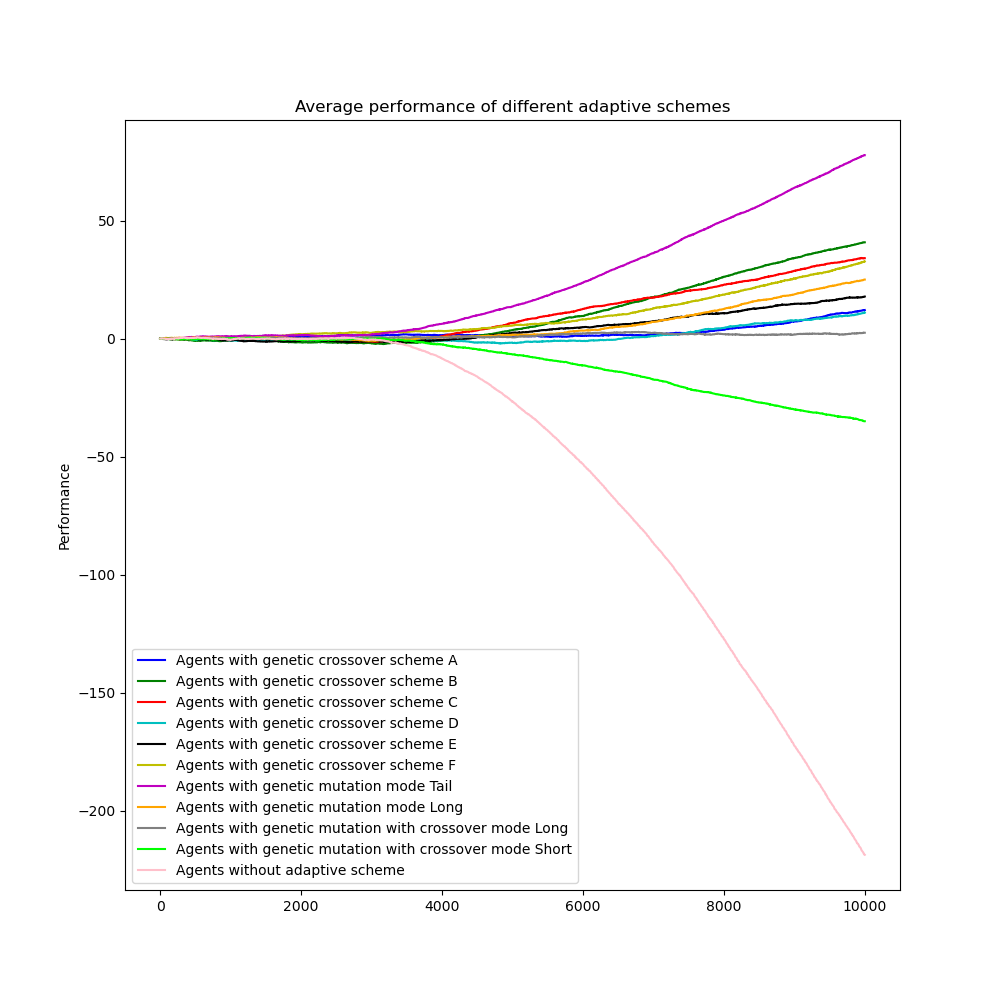 Average performance of different adaptive schemes
50
0
−50
−100
−150
−200
Performance
Agents with genetic crossover scheme A
Agents with genetic crossover scheme B
Agents with genetic crossover scheme C
Agents with genetic crossover scheme D
Agents with genetic crossover scheme E
Agents with genetic crossover scheme F
Agents with genetic mutation mode Tail
Agents with genetic mutation mode Long
Agents with genetic mutation with crossover mode Long
Agents with genetic mutation with crossover mode Short
Agents without adaptive scheme
0 2000 4000 6000 8000 10000